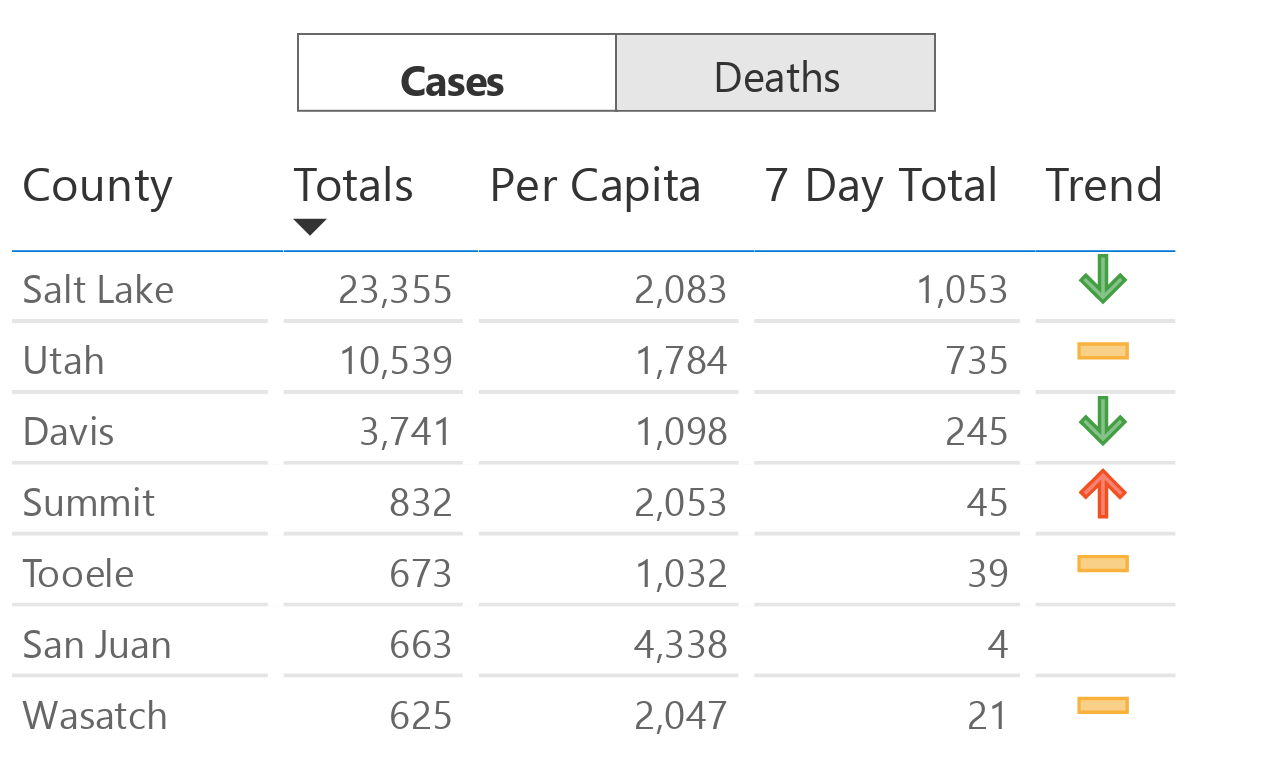 Cases Deaths
County Totals Per Capita 7 Day Total Trend
Salt Lake 23,355 2,083 1,053
Utah 10,539 1,784 735
Davis 3,741 1,098 245
Summit 832 2,053 45
Tooele 673 1,032 39
San Juan 663 4,338 4
Wasatch 625 2,047 21